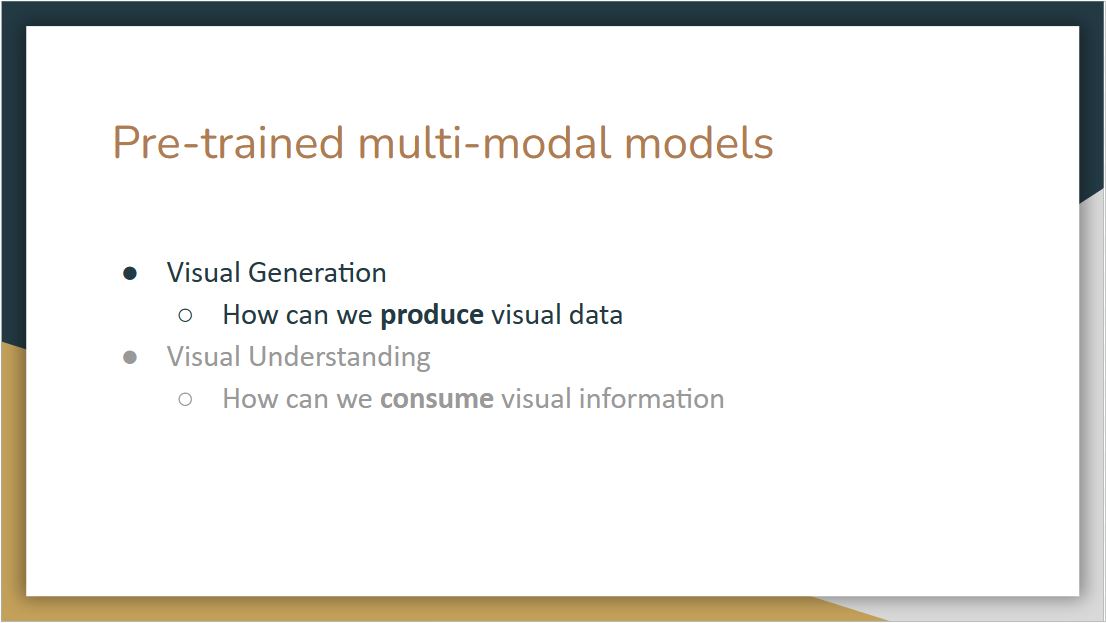 Pre-trained multi-modal models
● Visual Generation
○ How can we produce visual data
● Visual Understanding
○ How can we consume visual information